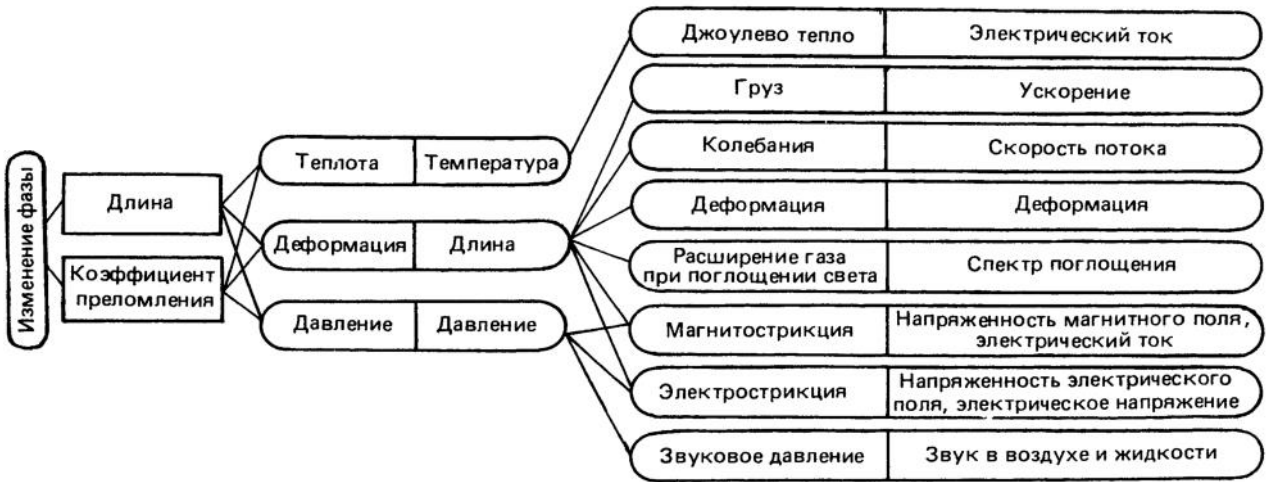 Изменение фазы
Длина
Коэффициент
преломления
Теплота
Температура
Деформация
Длина
Давление
Давление
Джоулево тепло
Электрический ток
Груз
Ускорение
Колебания
Скорость потока
Деформация
Деформация
Расширение газа
при поглощении света
Спектр поглощения
Магнитострикция
Напряженность магнитного поля,
электрический ток
Электрострикция
Напряженность электрического
поля, электрическое напряжение
Звуковое давление
Звук в воздухе и жидкости